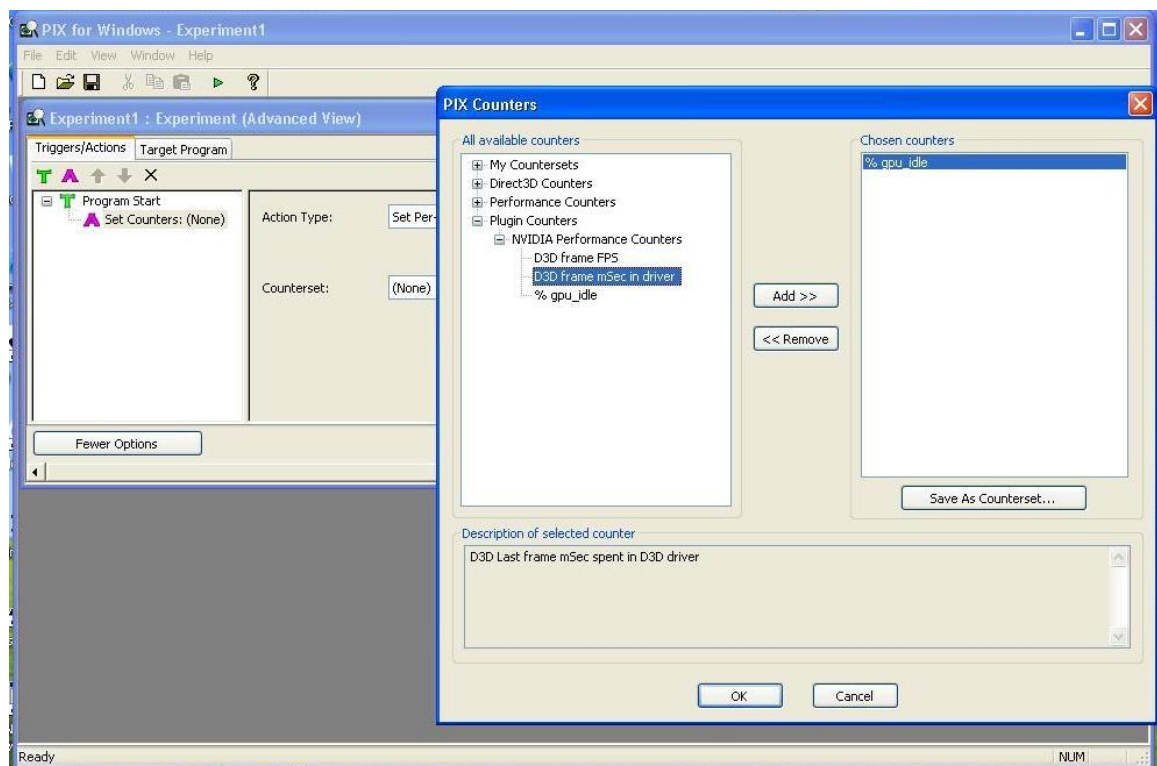 PIX for Windows - Experiment1
File Edit View Window Help
Experiment1 : Experiment (Advanced View)
Triggers/Actions Target Program
Program Start
Set Counters: (None)
Action Type:
Set Per-
Counterset:
(None)
Fewer Options
PIX Counters
All available counters
My Countersets
Direct3D Counters
Performance Counters
Plugin Counters
NVIDIA Performance Counters
D3D frame FPS
D3D frame mSec in driver
% gpu_idle
Add >>
<< Remove
Chosen counters
% gpu_idle
Save As Counterset...
Description of selected counter
D3D Last frame mSec spent in D3D driver
OK Cancel
Ready NUM